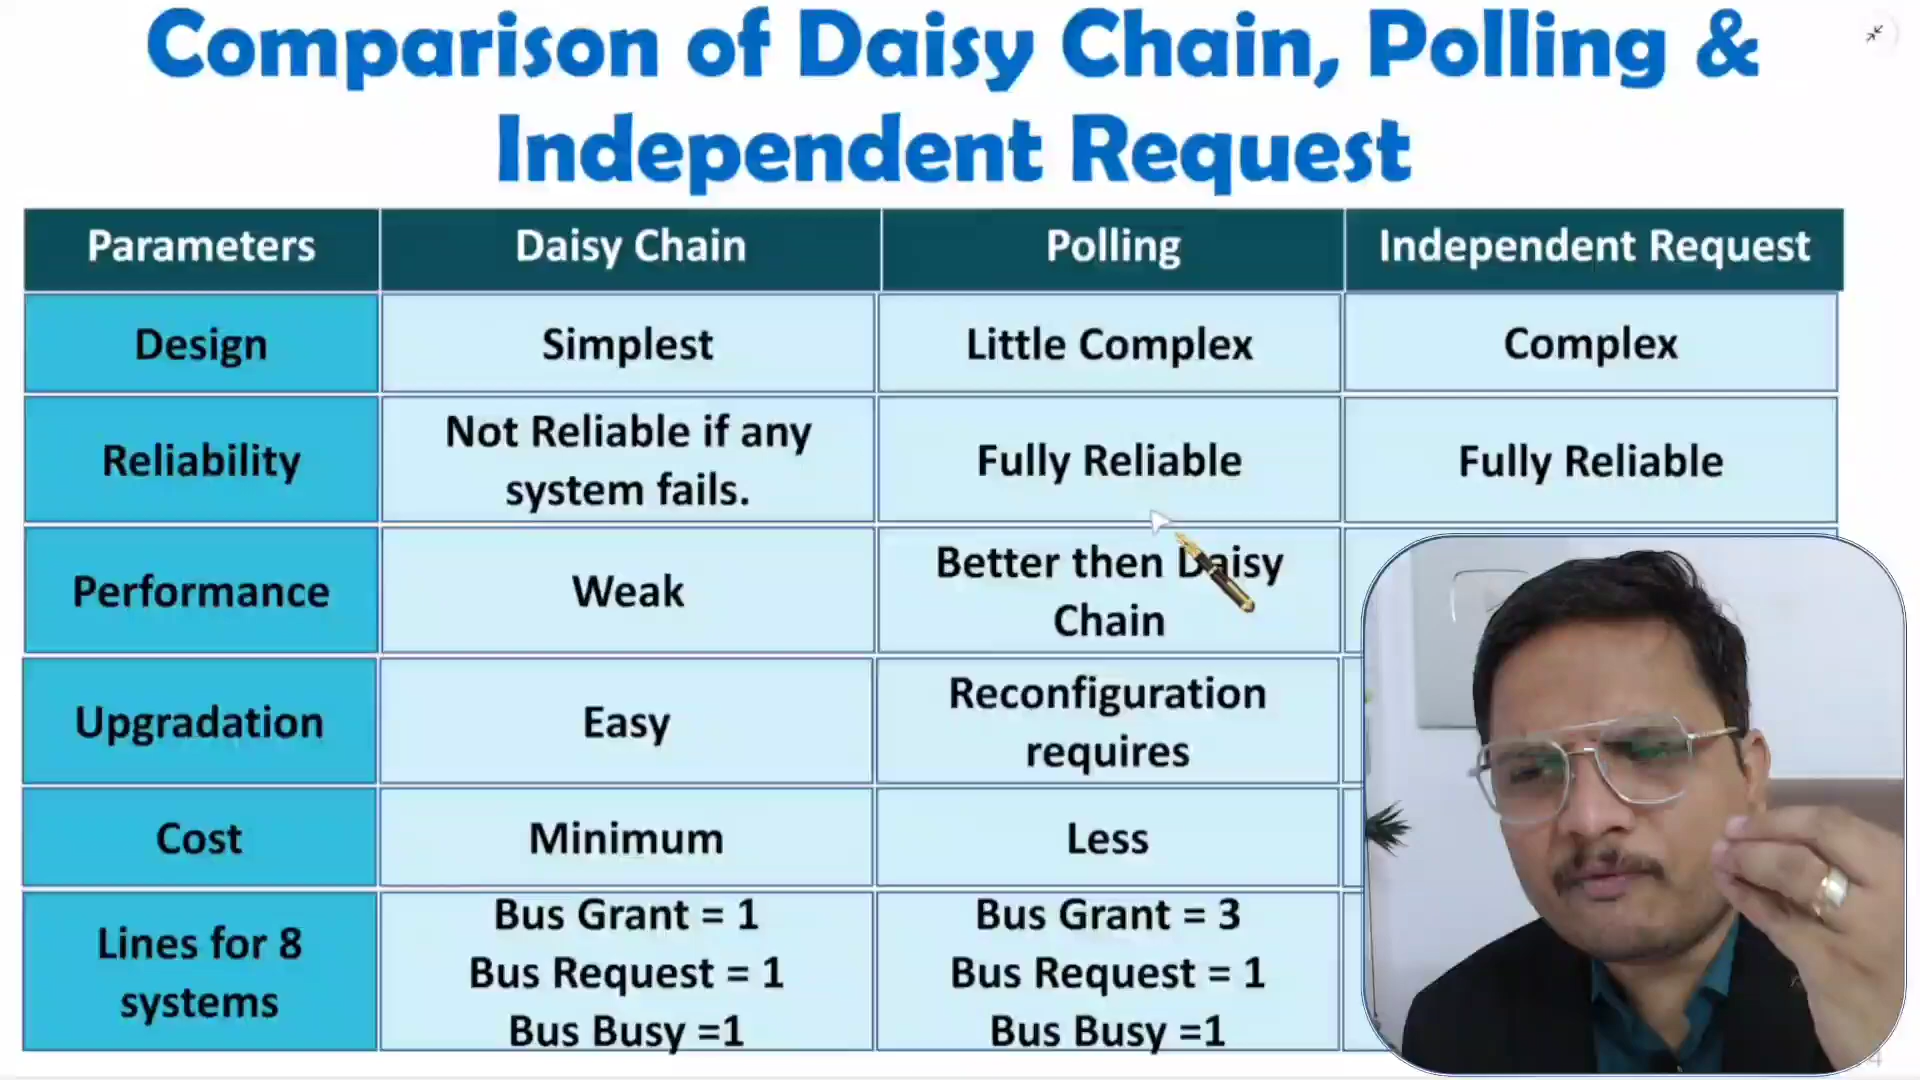 Comparison of Daisy Chain, Polling &
Independent Request
Parameters
Daisy Chain
Polling
Independent Request
Design
Simplest
Little Complex
Complex
Reliability
Not Reliable if any
system fails.
Fully Reliable
Fully Reliable
Performance
Weak
Better then Daisy
Chain
Upgradation
Easy
Reconfiguration
requires
Cost
Minimum
Less
Lines for 8
systems
Bus Grant = 1
Bus Request = 1
Bus Busy =1
Bus Grant = 3
Bus Request = 1
Bus Busy =1